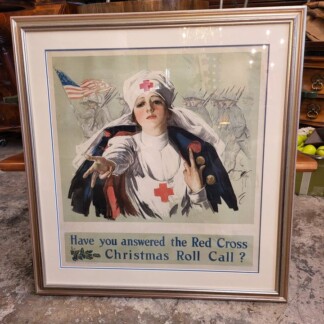 Have you answered the Red Cross
Christmas Roll Call?